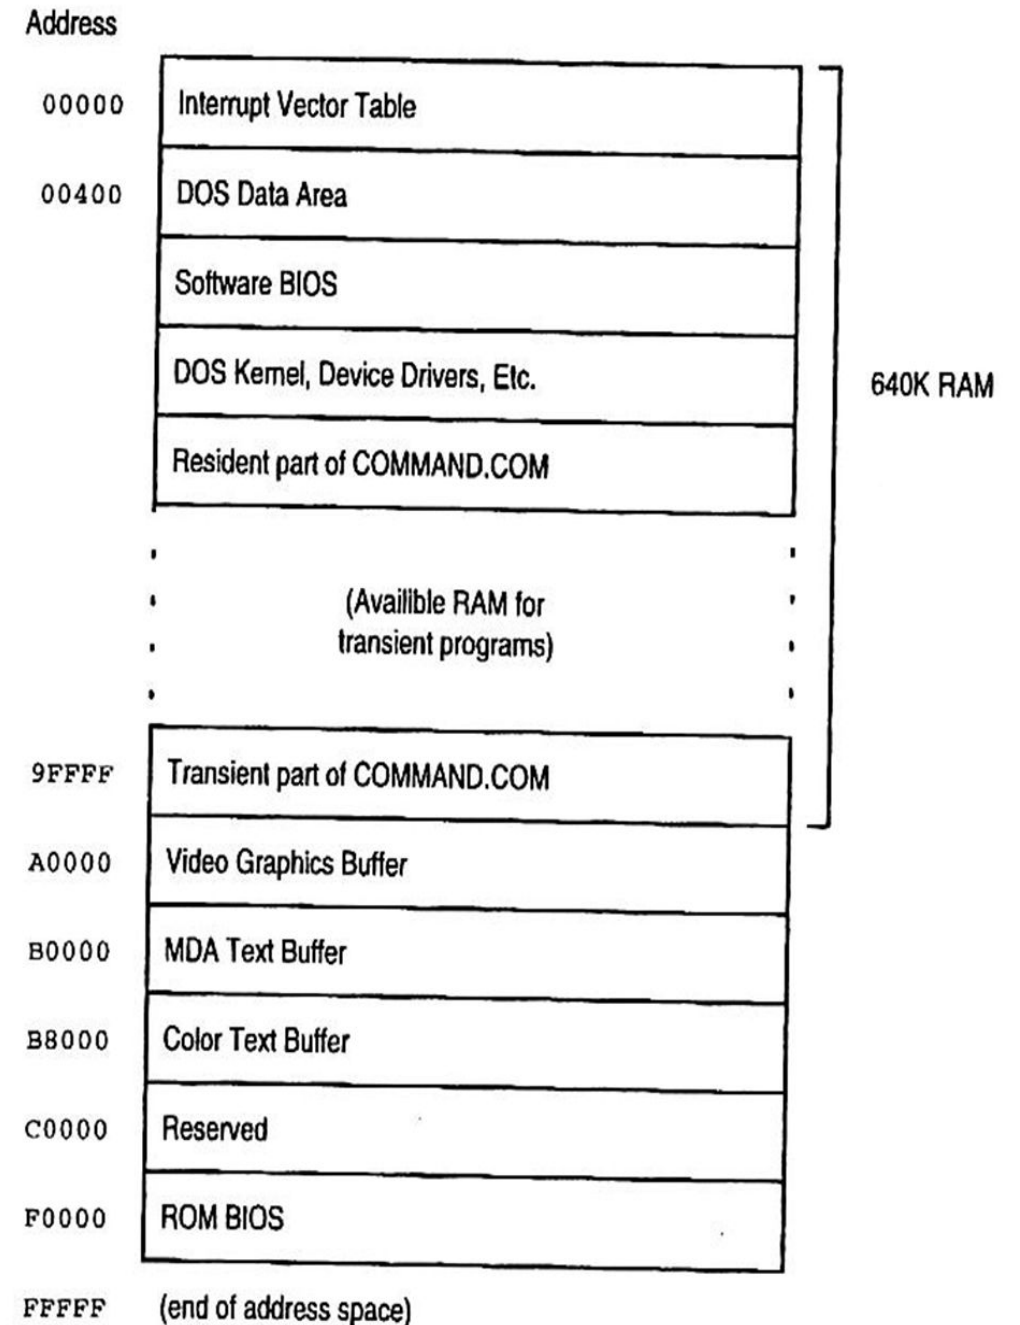 Address
00000 Interrupt Vector Table
00400 DOS Data Area
Software BIOS
DOS Kernel, Device Drivers, Etc.
640K RAM
Resident part of COMMAND.COM
(Availible RAM for
transient programs)
9FFFF Transient part of COMMAND.COM
A0000 Video Graphics Buffer
B0000 MDA Text Buffer
B8000 Color Text Buffer
C0000 Reserved
F0000 ROM BIOS
FFFFF (end of address space)